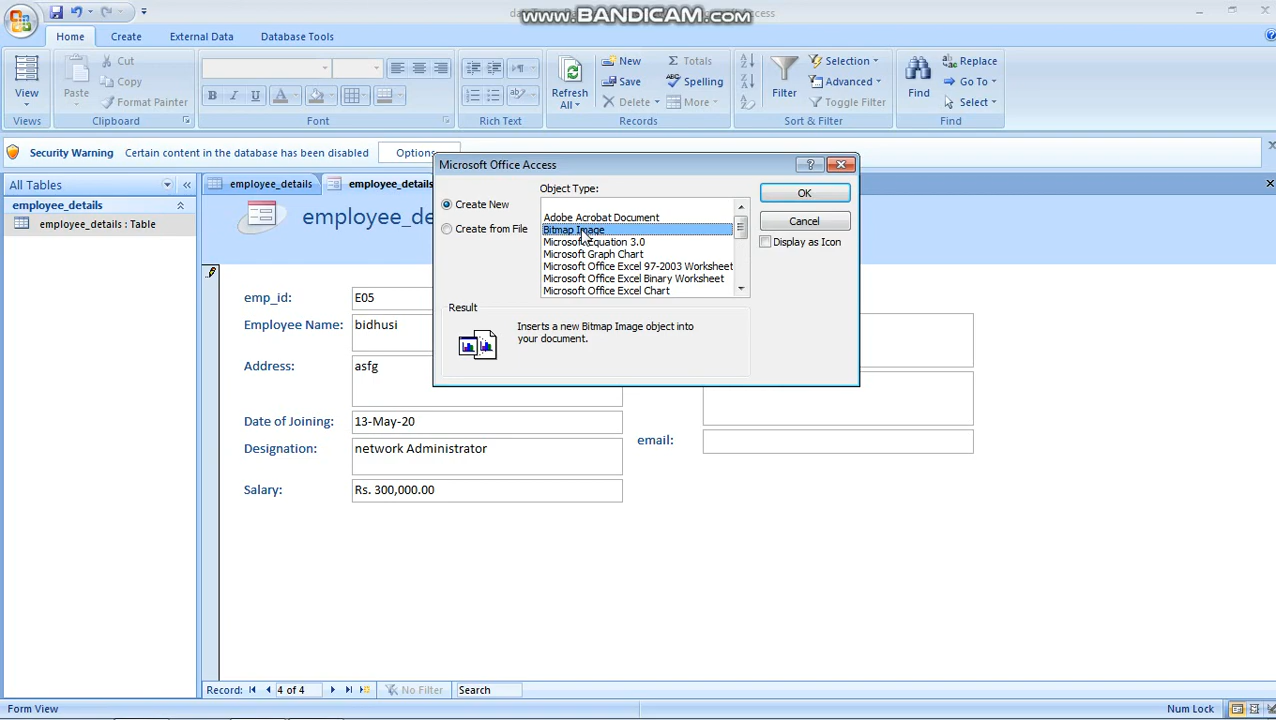 www.BANDICAM.com
Home Create External Data Database Tools
View
Views
Paste
Cut
Copy
Format Painter
Clipboard
B I U A
Font
Rich Text
Refresh All
New Σ Totals
Save Spelling
Delete More
Records
Filter
Selection
Advanced
Toggle Filter
Sort & Filter
Find
Replace
Go To
Select
Find
Security Warning Certain content in the database has been disabled Options
All Tables
employee_details
employee_details : Table
employee_details employee_details
employee_de
emp_id: E05
Employee Name: bidhusi
Address: asfg
Date of Joining: 13-May-20
Designation: network Administrator
Salary: Rs. 300,000.00
email:
Microsoft Office Access
Create New
Create from File
Object Type:
Adobe Acrobat Document
Bitmap Image
Microsoft Equation 3.0
Microsoft Graph Chart
Microsoft Office Excel 97-2003 Worksheet
Microsoft Office Excel Binary Worksheet
Microsoft Office Excel Chart
OK
Cancel
Display as Icon
Result
Inserts a new Bitmap Image object into
your document.
Record: 4 of 4 No Filter Search
Form View Num Lock